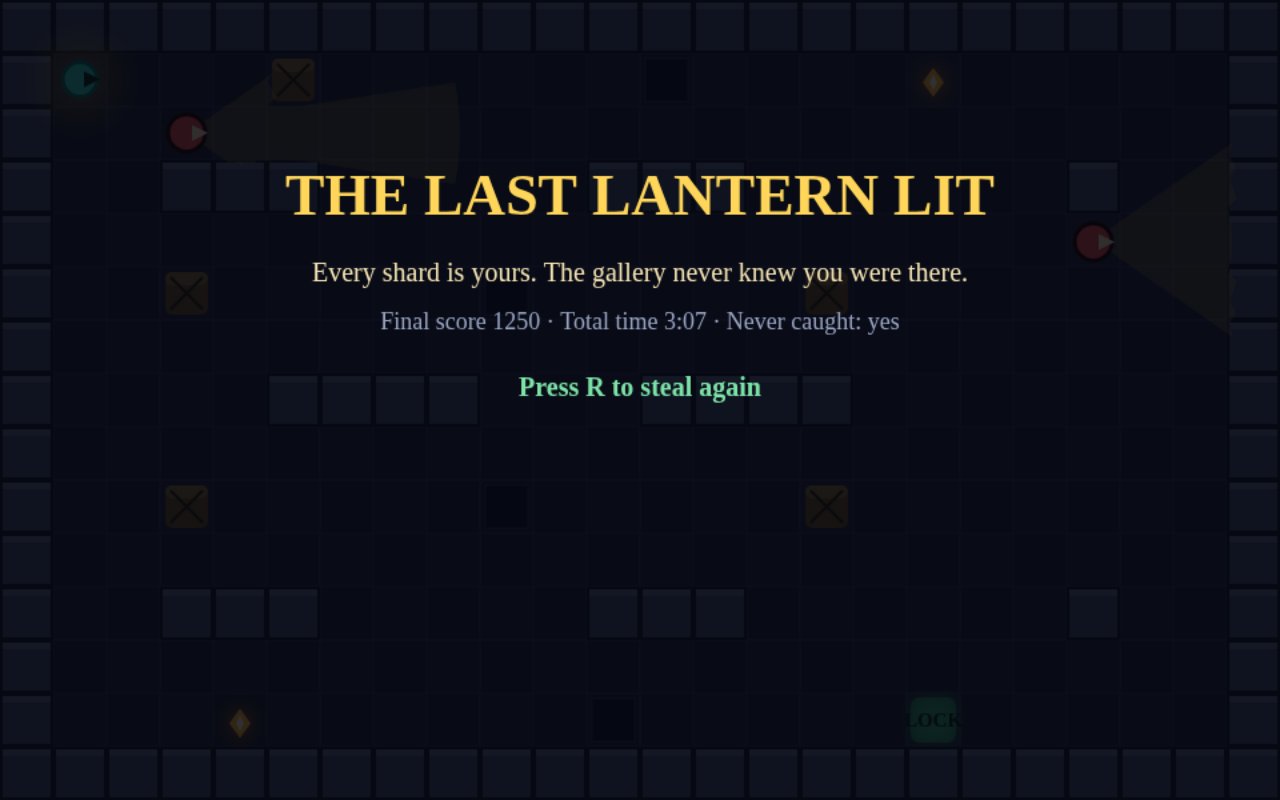 THE LAST LANTERN LIT
Every shard is yours. The gallery never knew you were there.
Final score 1250 · Total time 3:07 · Never caught: yes
Press R to steal again
LOCK